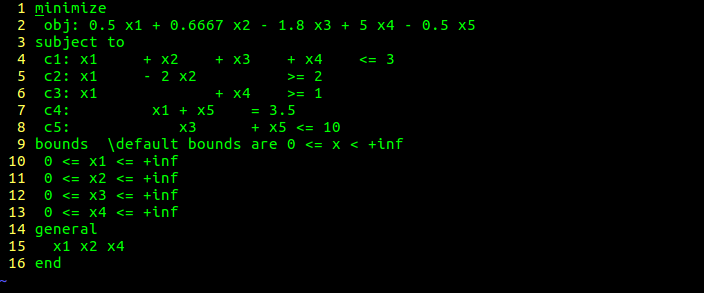 1 minimize
2  obj: 0.5 x1 + 0.6667 x2 - 1.8 x3 + 5 x4 - 0.5 x5
3 subject to
4  c1: x1     + x2    + x3    + x4    <= 3
5  c2: x1     - 2 x2          >= 2
6  c3: x1             + x4    >= 1
7  c4:         x1 + x5    = 3.5
8  c5:            x3      + x5 <= 10
9 bounds  \default bounds are 0 <= x < +inf
10  0 <= x1 <= +inf
11  0 <= x2 <= +inf
12  0 <= x3 <= +inf
13  0 <= x4 <= +inf
14 general
15   x1 x2 x4
16 end
~